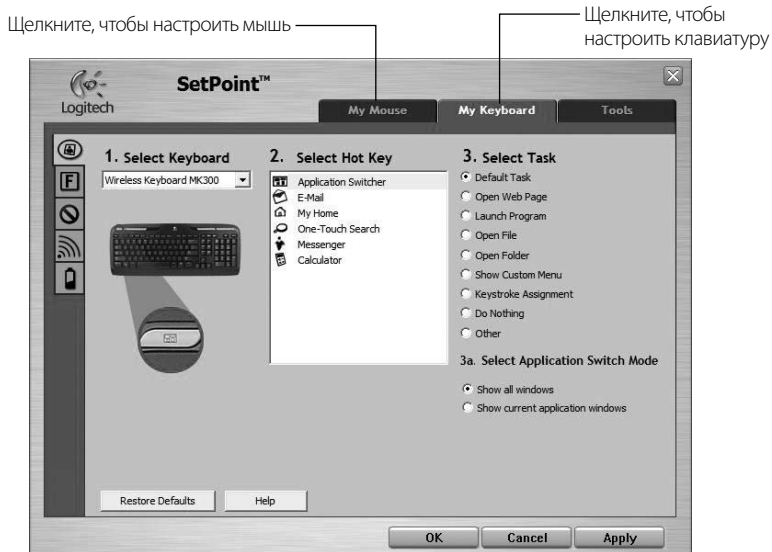 Щелкните, чтобы настроить мышь
Щелкните, чтобы
настроить клавиатуру
Logitech
SetPoint™
My Mouse
My Keyboard
Tools
1. Select Keyboard
Wireless Keyboard MK300
2. Select Hot Key
Application Switcher
E-Mail
My Home
One-Touch Search
Messenger
Calculator
3. Select Task
Default Task
Open Web Page
Launch Program
Open File
Open Folder
Show Custom Menu
Keystroke Assignment
Do Nothing
Other
3a. Select Application Switch Mode
Show all windows
Show current application windows
F
Restore Defaults
Help
OK
Cancel
Apply